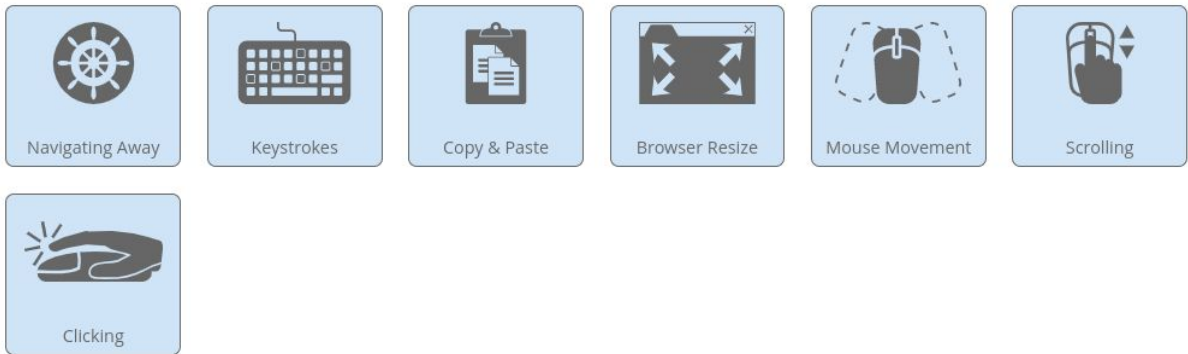 Navigating Away
Keystrokes
Copy & Paste
Browser Resize
Mouse Movement
Scrolling
Clicking